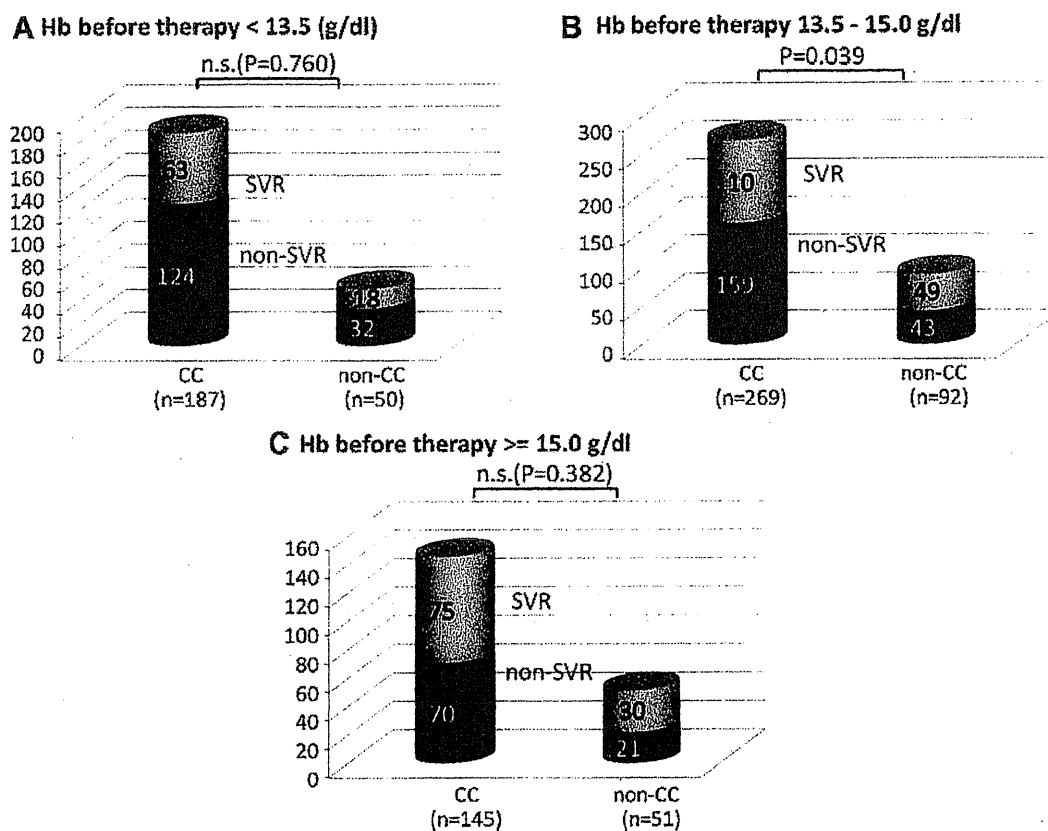 A Hb before therapy < 13.5 (g/dl)
n.s.(P=0.760)
200
180
160
140
120
100
80
60
40
20
0
63
SVR
non-SVR
124
18
32
CC
(n=187)
non-CC
(n=50)
B Hb before therapy 13.5 - 15.0 g/dl
P=0.039
300
250
200
150
100
50
0
10
SVR
non-SVR
159
49
43
CC
(n=269)
non-CC
(n=92)
C Hb before therapy >= 15.0 g/dl
n.s.(P=0.382)
160
140
120
100
80
60
40
20
0
75
SVR
non-SVR
70
30
21
CC
(n=145)
non-CC
(n=51)